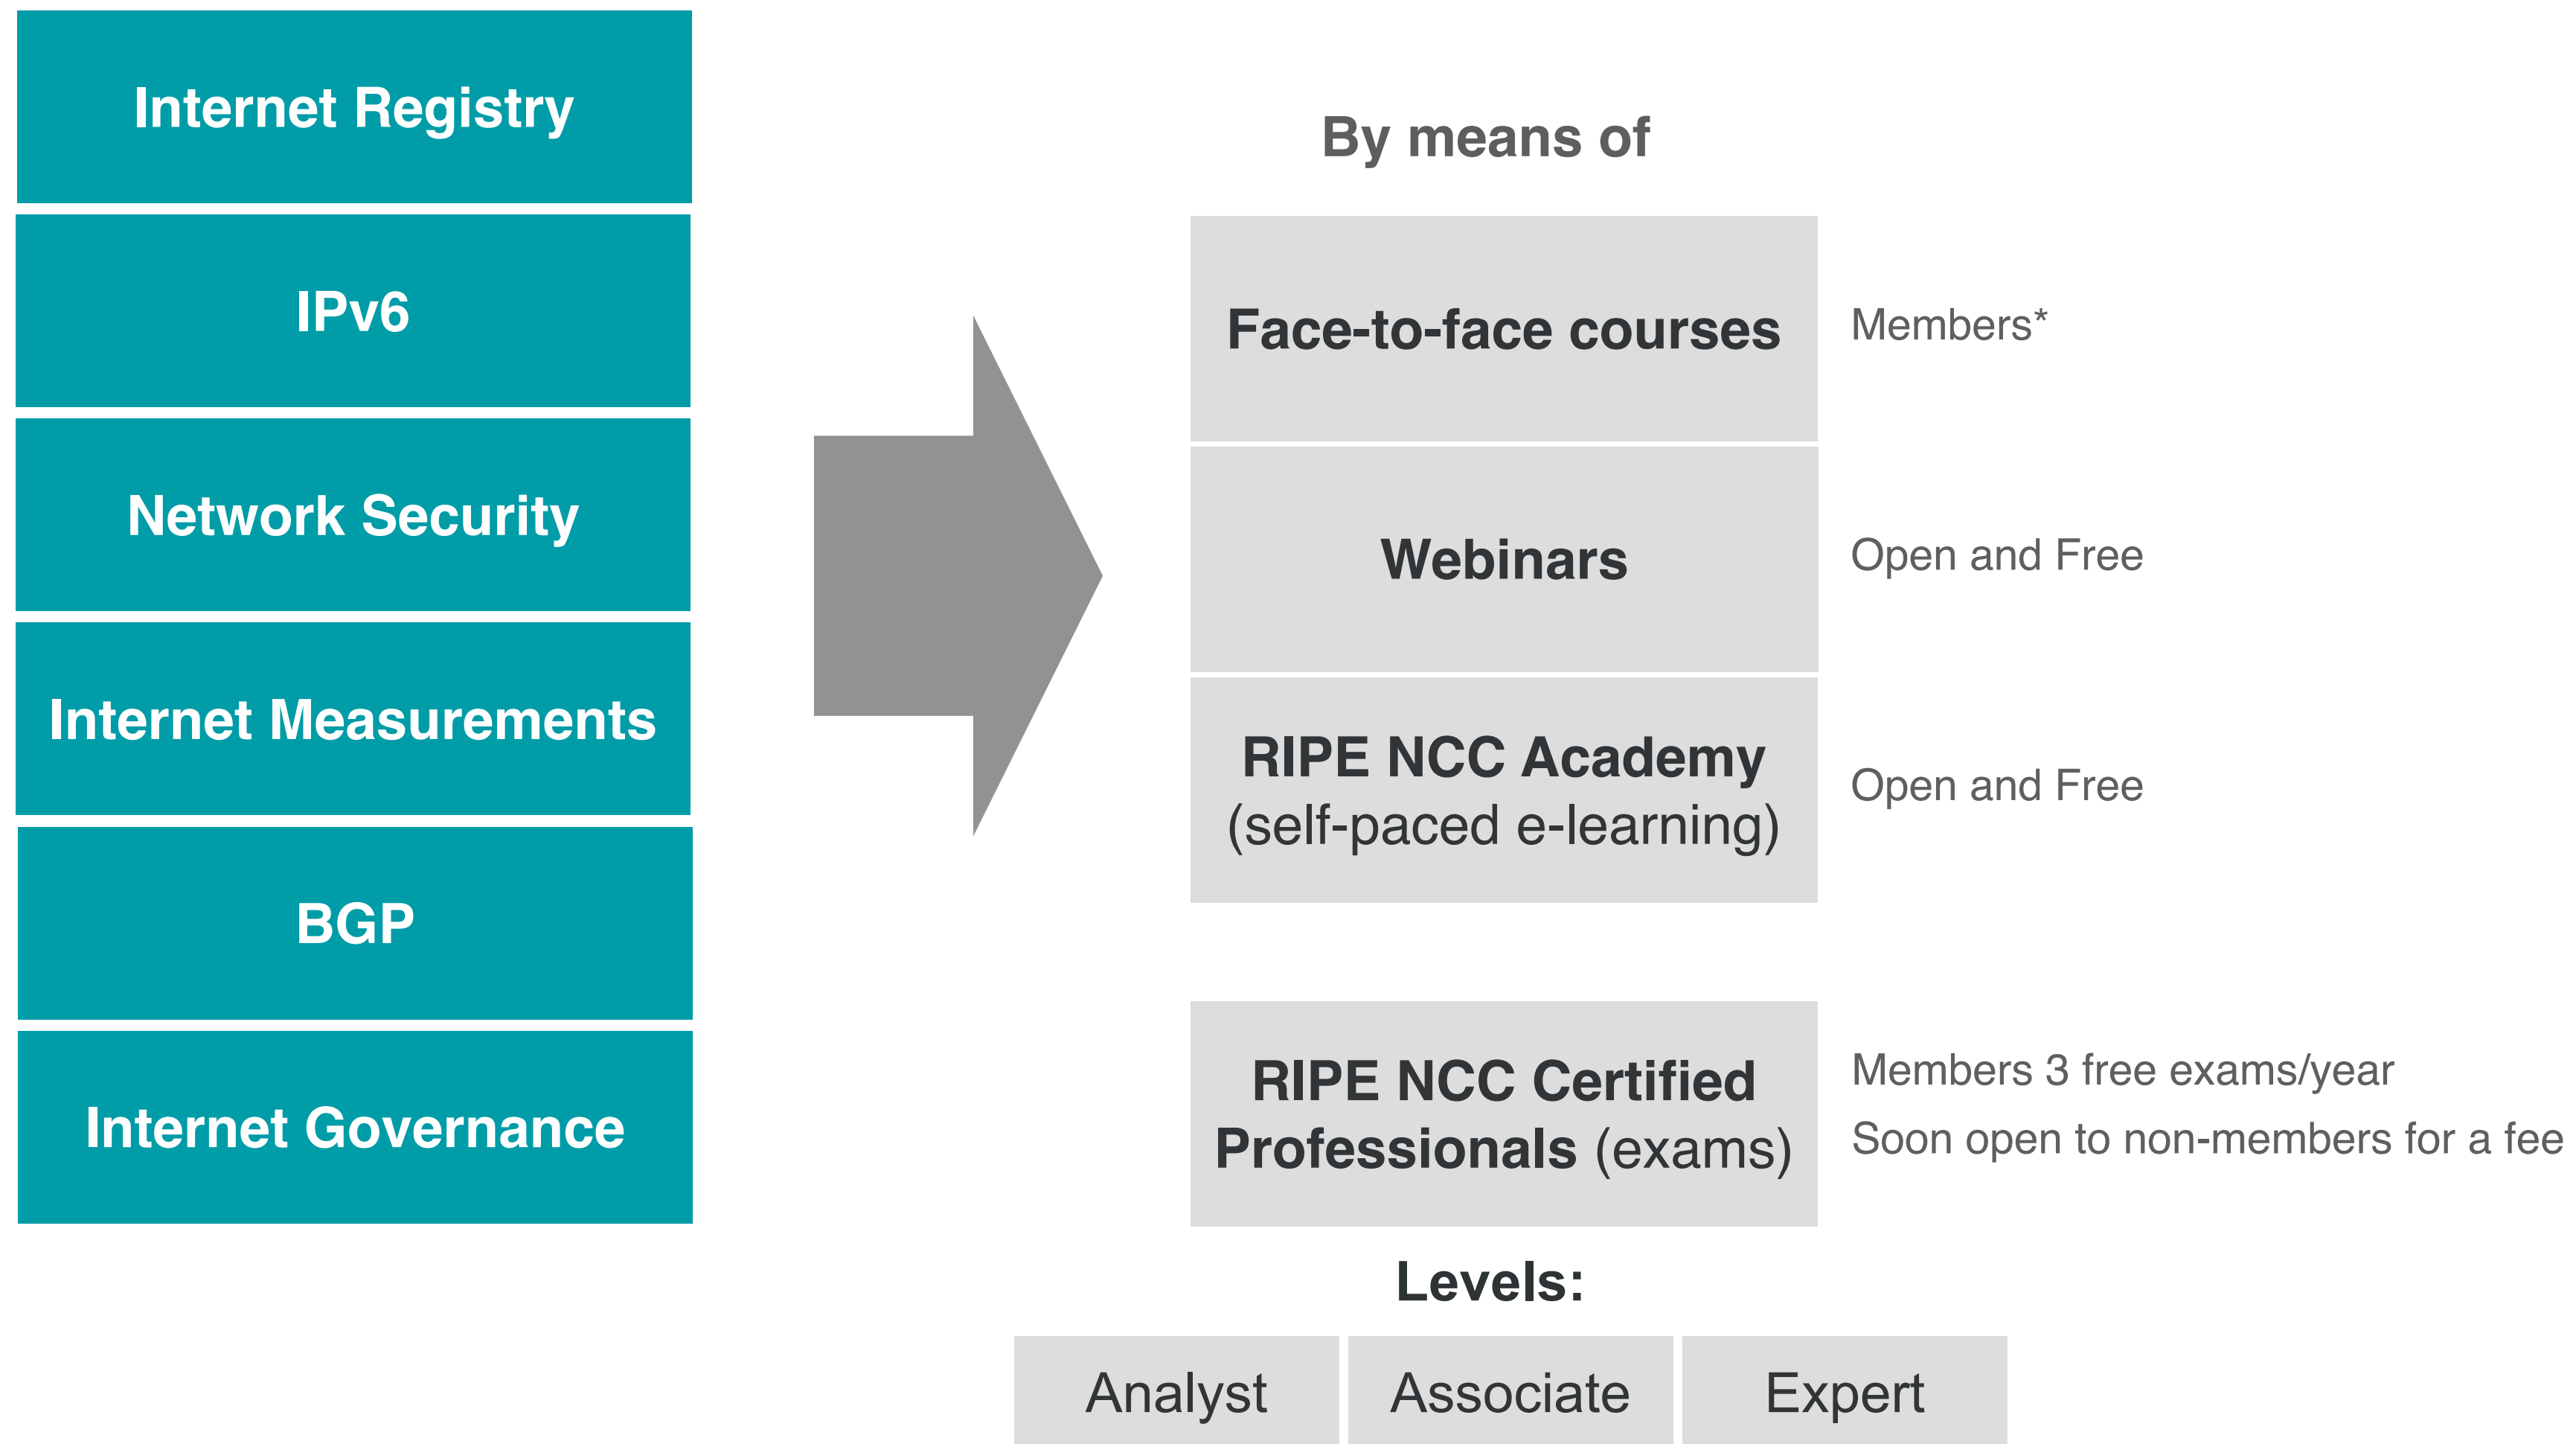 Internet Registry
IPv6
Network Security
Internet Measurements
BGP
Internet Governance
By means of
Face-to-face courses
Members*
Webinars
Open and Free
RIPE NCC Academy
(self-paced e-learning)
Open and Free
RIPE NCC Certified
Professionals (exams)
Members 3 free exams/year
Soon open to non-members for a fee
Levels:
Analyst
Associate
Expert